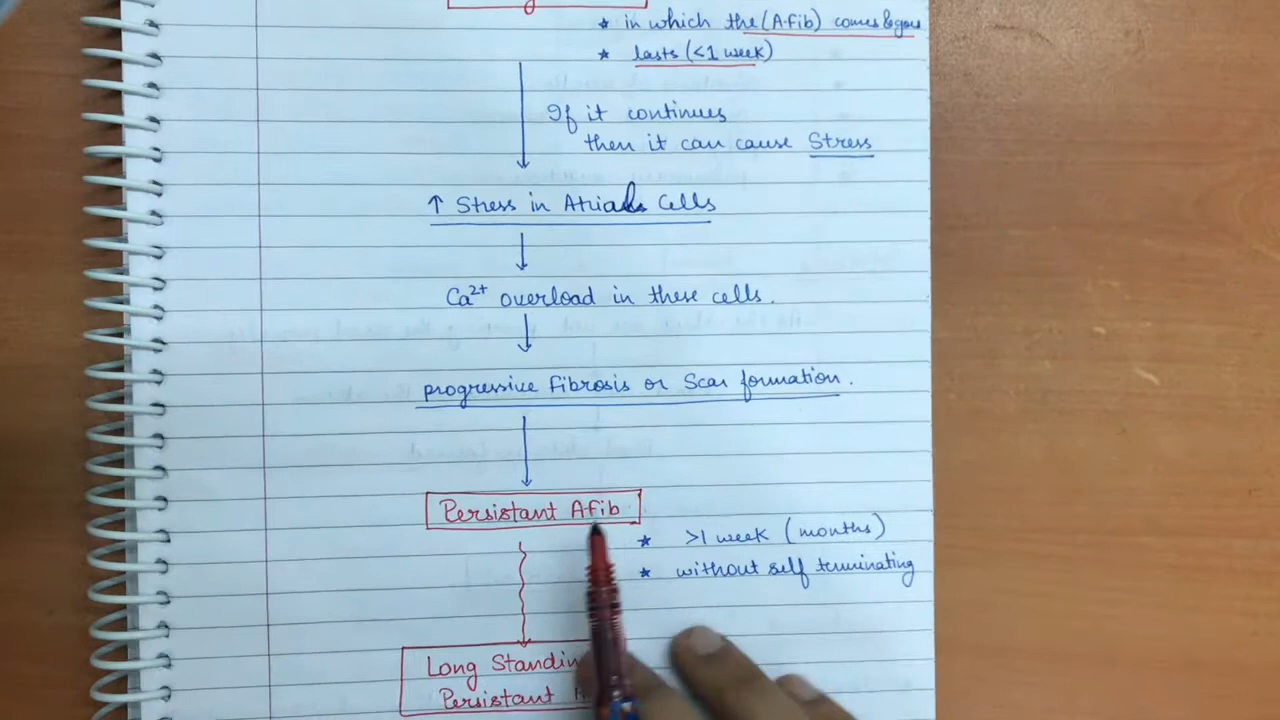 * in which the (A·fib) comes & goes
* lasts (<1 week)
If it continues
then it can cause Stress
↑ Stress in Atrial Cells
Ca²⁺ overload in these cells.
progressive fibrosis or Scar formation.
Persistant Afib
* >1 week (months)
* without self terminating
Long Standin
Persistant